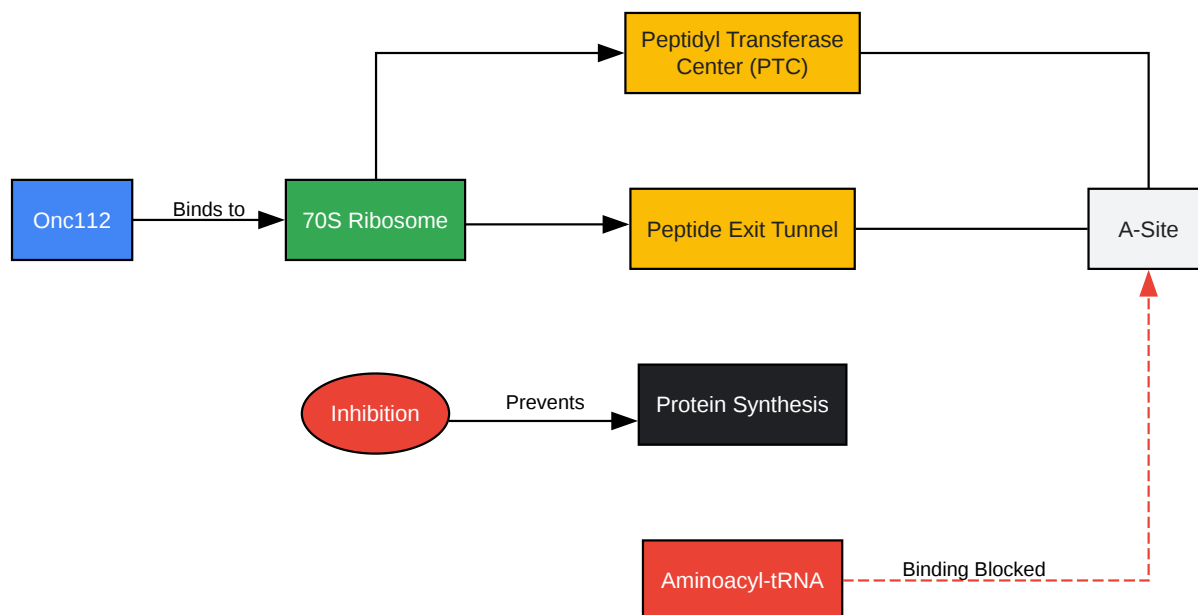 Peptidyl Transferase
Center (PTC)
Onc112
Binds to
70S Ribosome
Peptide Exit Tunnel
A-Site
Inhibition
Prevents
Protein Synthesis
Aminoacyl-tRNA
Binding Blocked